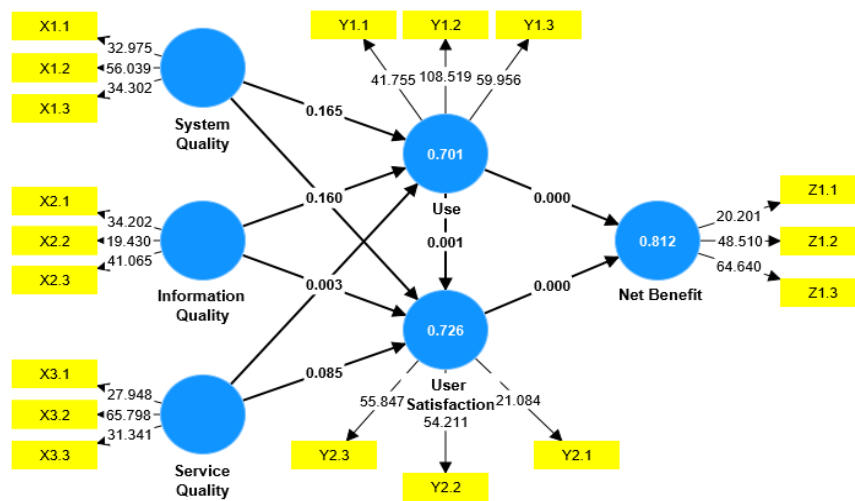 X1.1
X1.2
X1.3
32.975
56.039
34.302
System
Quality
Y1.1
Y1.2
Y1.3
41.755
108.519
59.956
0.165
0.701
Use
X2.1
X2.2
X2.3
34.202
19.430
41.065
Information
Quality
0.160
0.003
0.001
0.000
0.000
0.812
Net Benefit
20.201
48.510
64.640
Z1.1
Z1.2
Z1.3
X3.1
X3.2
X3.3
27.948
65.798
31.341
Service
Quality
0.085
0.726
User
Satisfaction
55.847
54.211
21.084
Y2.3
Y2.2
Y2.1